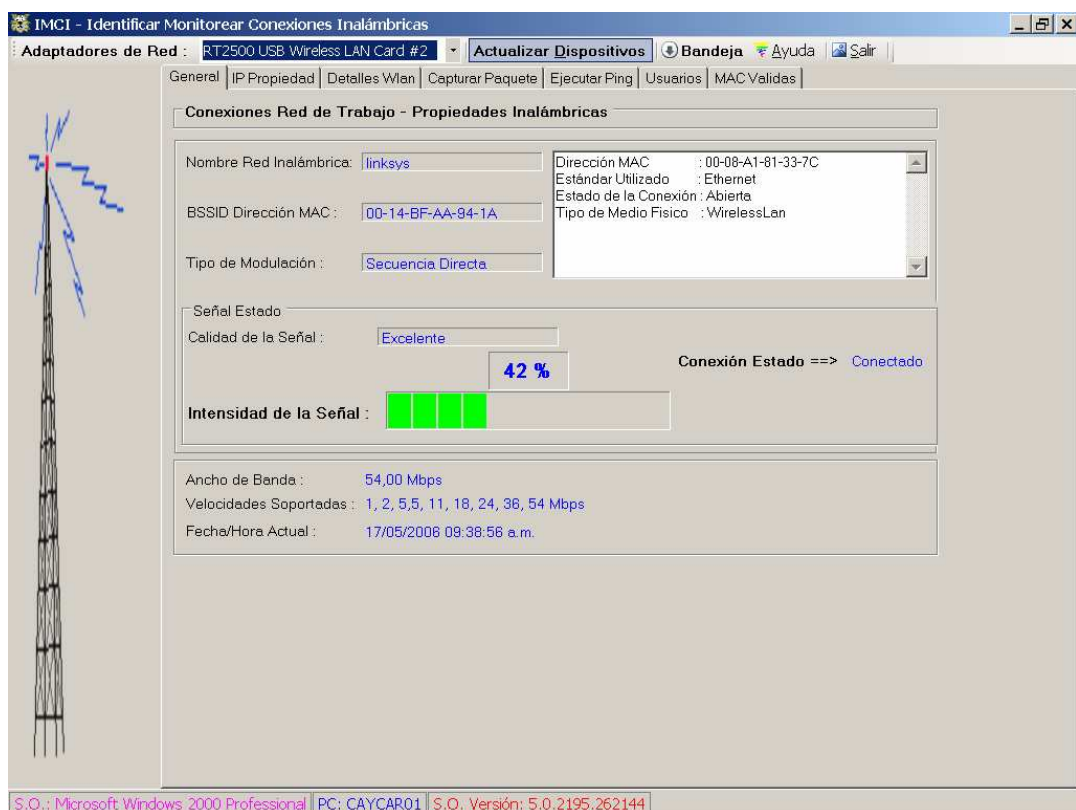 IMCI - Identificar Monitorear Conexiones Inalámbricas
Adaptadores de Red : RT2500 USB Wireless LAN Card #2 Actualizar Dispositivos Bandeja Ayuda Salir
General IP Propiedad Detalles Wlan Capturar Paquete Ejecutar Ping Usuarios MAC Validas
Conexiones Red de Trabajo - Propiedades Inalámbricas
Nombre Red Inalámbrica: linksys
BSSID Dirección MAC : 00-14-BF-AA-94-1A
Tipo de Modulación : Secuencia Directa
Dirección MAC : 00-08-A1-81-33-7C
Estándar Utilizado : Ethernet
Estado de la Conexión : Abierta
Tipo de Medio Fisico : WirelessLan
Señal Estado
Calidad de la Señal : Excelente
42 %
Conexión Estado ==> Conectado
Intensidad de la Señal :
Ancho de Banda : 54,00 Mbps
Velocidades Soportadas : 1, 2, 5,5, 11, 18, 24, 36, 54 Mbps
Fecha/Hora Actual : 17/05/2006 09:38:56 a.m.
S.O.: Microsoft Windows 2000 Professional PC: CAYCAR01 S.O. Versión: 5.0.2195.262144